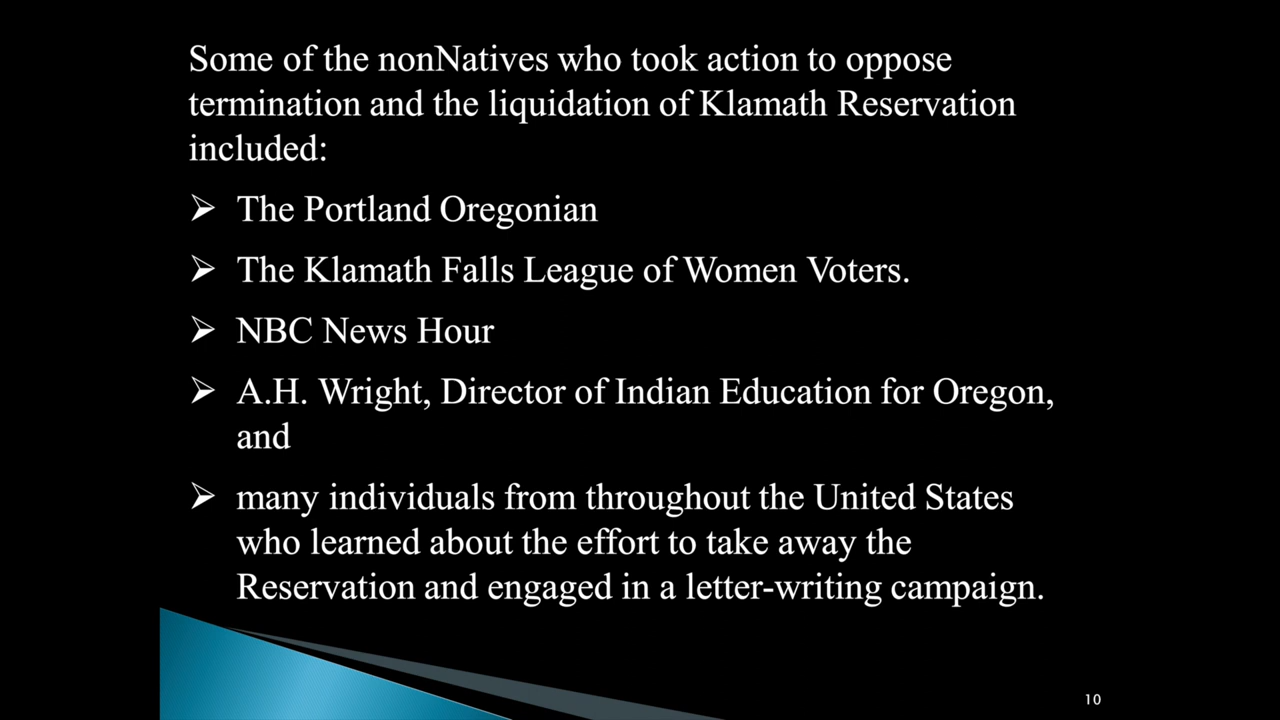 Some of the nonNatives who took action to oppose
termination and the liquidation of Klamath Reservation
included:
➢ The Portland Oregonian
➢ The Klamath Falls League of Women Voters.
➢ NBC News Hour
➢ A.H. Wright, Director of Indian Education for Oregon,
and
➢ many individuals from throughout the United States
who learned about the effort to take away the
Reservation and engaged in a letter-writing campaign.
10